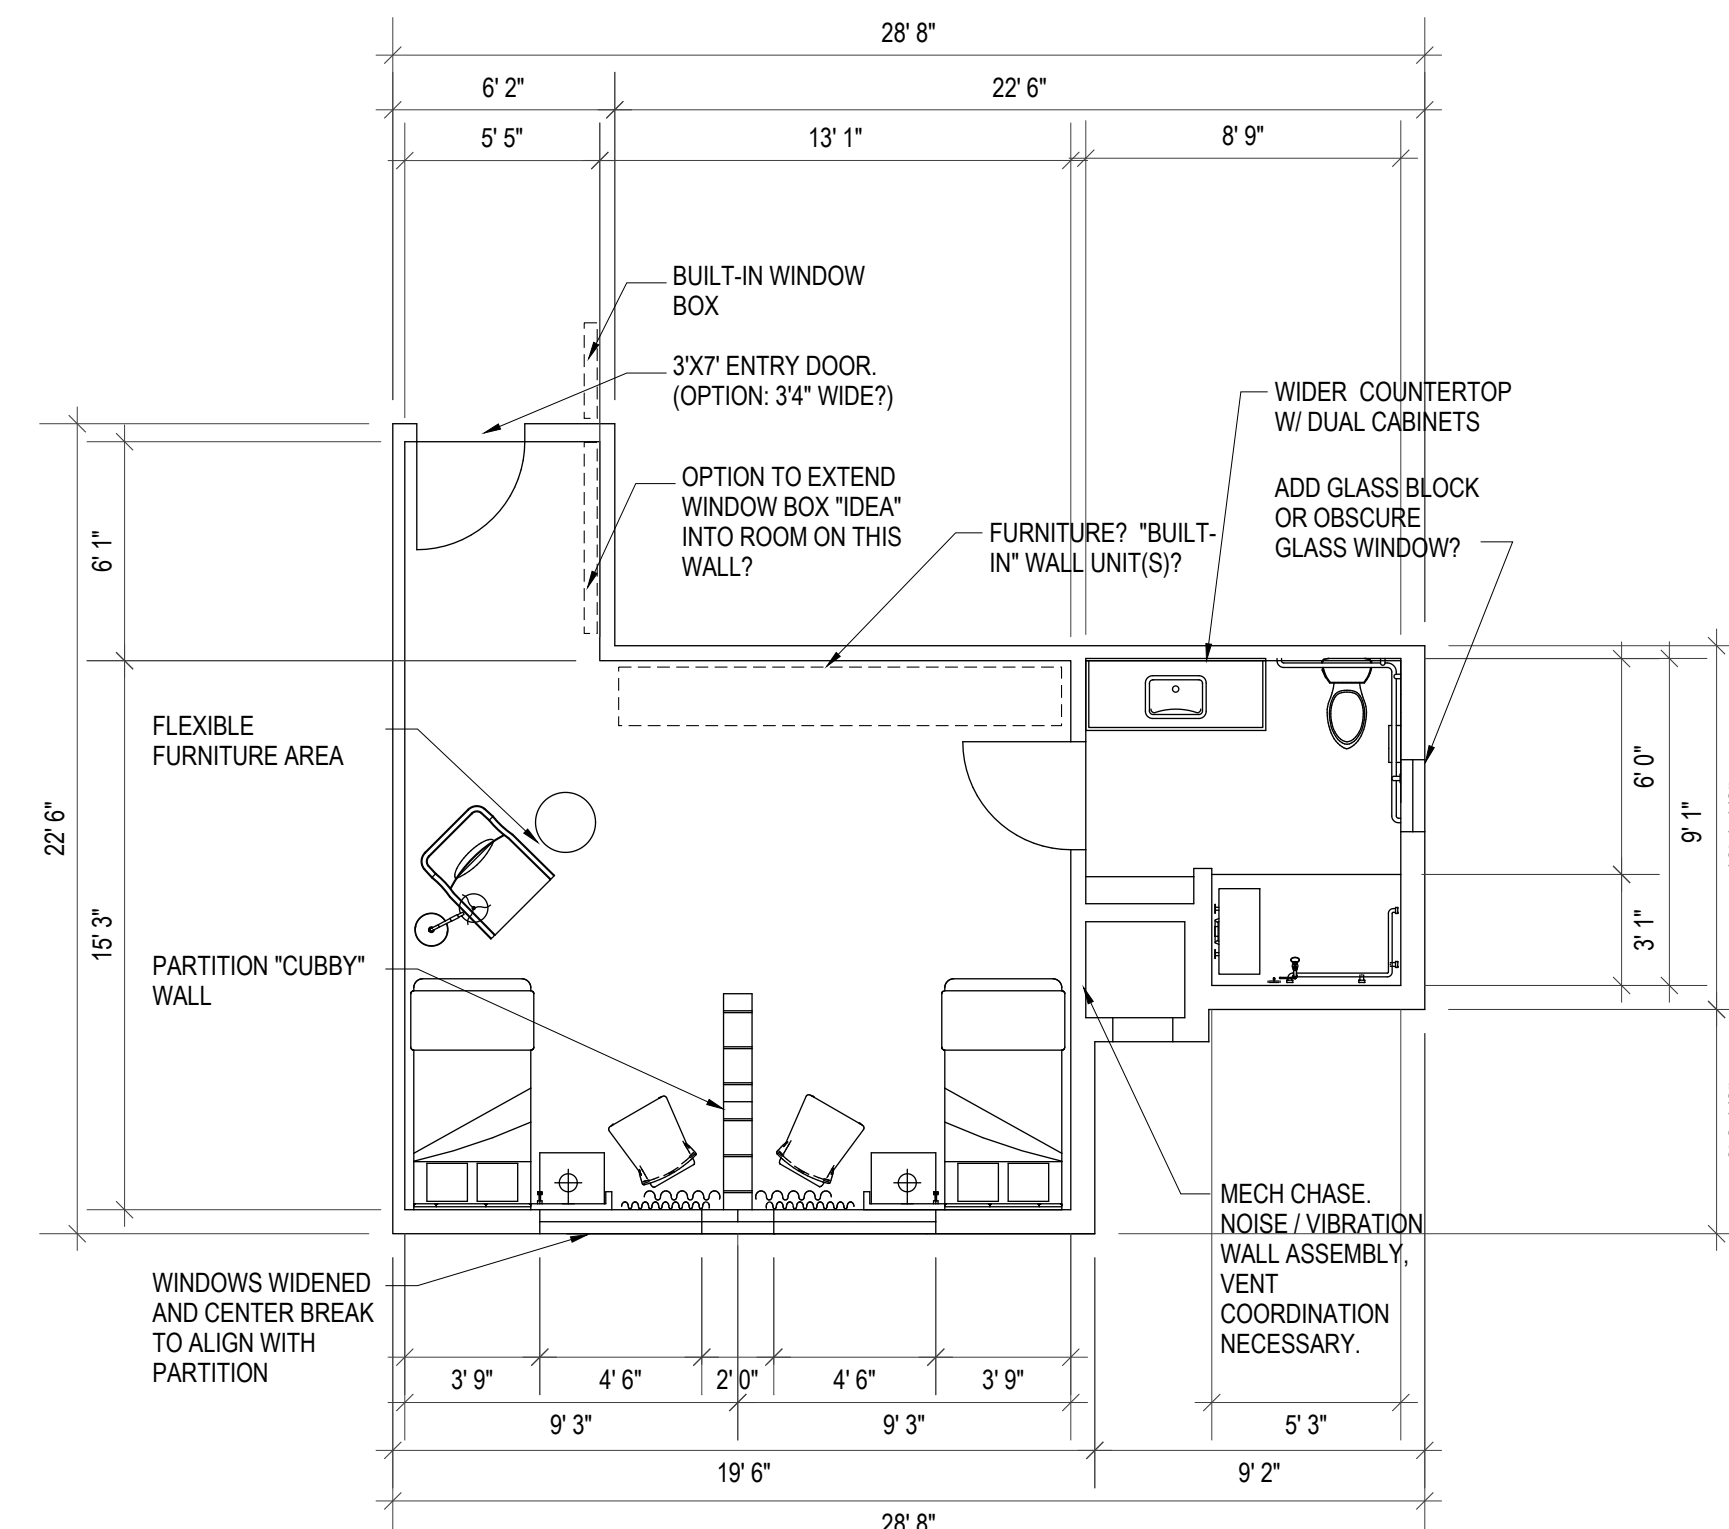 28' 8"
6' 2"
22' 6"
5' 5"
13' 1"
8' 9"
BUILT-IN WINDOW
BOX
3'X7' ENTRY DOOR.
(OPTION: 3'4" WIDE?)
WIDER COUNTERTOP
W/ DUAL CABINETS
OPTION TO EXTEND
WINDOW BOX "IDEA"
INTO ROOM ON THIS
WALL?
ADD GLASS BLOCK
OR OBSCURE
GLASS WINDOW?
FURNITURE? "BUILT-
IN" WALL UNIT(S)?
6' 1"
FLEXIBLE
FURNITURE AREA
22' 6"
15' 3"
6' 0"
9' 1"
3' 1"
PARTITION "CUBBY"
WALL
MECH CHASE.
NOISE / VIBRATION
WALL ASSEMBLY,
VENT
COORDINATION
NECESSARY.
WINDOWS WIDENED
AND CENTER BREAK
TO ALIGN WITH
PARTITION
3' 9"
4' 6"
2' 0"
4' 6"
3' 9"
9' 3"
9' 3"
5' 3"
19' 6"
9' 2"
28' 8"